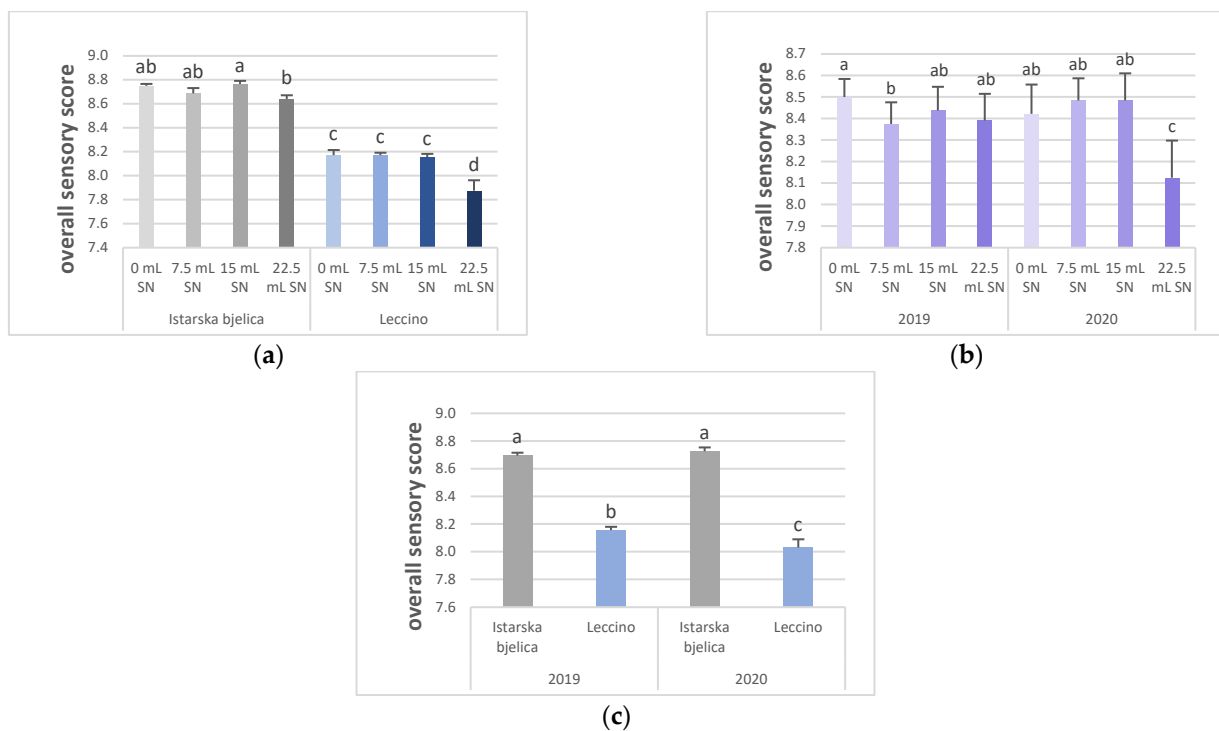 9.0
8.8
8.6
8.4
8.2
8.0
7.8
7.6
7.4
overall sensory score
ab ab a b c c c d
0 mL 7.5 mL 15 mL 22.5 0 mL 7.5 mL 15 mL 22.5
SN SN SN mL SN SN SN SN mL SN
Istarska bjelica Leccino
(a)
8.7
8.6
8.5
8.4
8.3
8.2
8.1
8.0
7.9
7.8
overall sensory score
a b ab ab ab ab ab c
0 mL 7.5 mL 15 mL 22.5 0 mL 7.5 mL 15 mL 22.5
SN SN SN mL SN SN SN SN mL SN
2019 2020
(b)
9.0
8.8
8.6
8.4
8.2
8.0
7.8
7.6
overall sensory score
a b a c
Istarska Leccino Istarska Leccino
bjelica bjelica
2019 2020
(c)